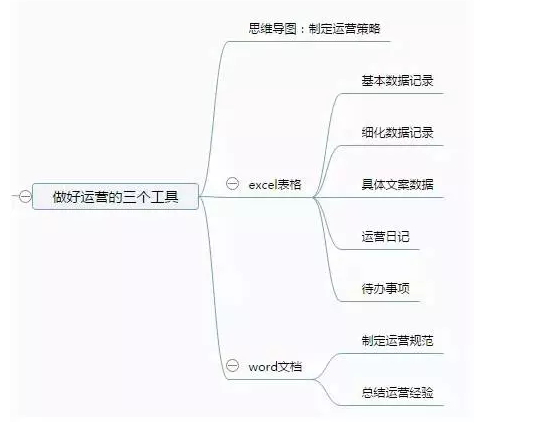 思维导图：制定运营策略
基本数据记录
细化数据记录
做好运营的三个工具
excel表格
具体文案数据
运营日记
待办事项
制定运营规范
word文档
总结运营经验